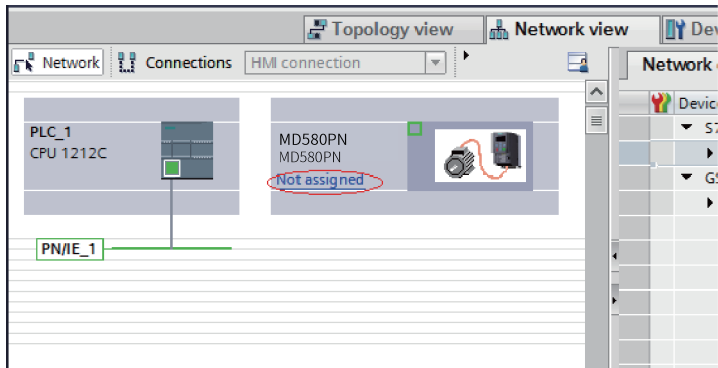 Topology view
Network view
Dev
Network
Connections
HMI connection
Network
Device
PLC_1
CPU 1212C
MD580PN
MD580PN
Not assigned
S7
GS
PN/IE_1